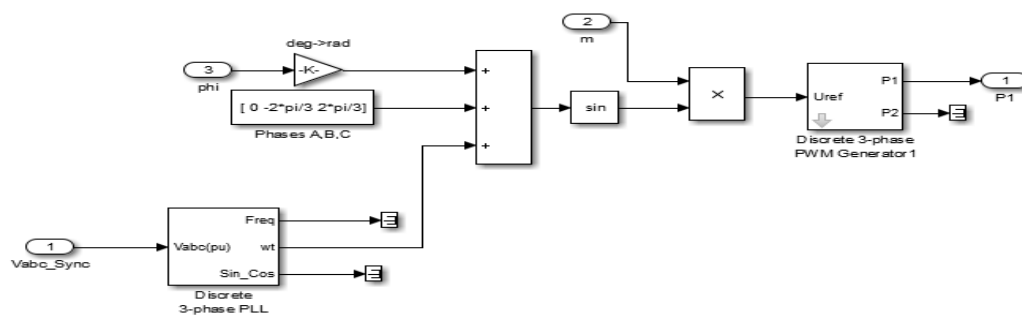 deg->rad
3
phi
-K-
[ 0 -2*pi/3 2*pi/3]
Phases A,B,C
+
+
+
sin
2
m
X
Uref
P1
P2
Discrete 3-phase
PWM Generator1
1
P1
1
Vabc_Sync
Vabc(pu)
Freq
wt
Sin_Cos
Discrete
3-phase PLL